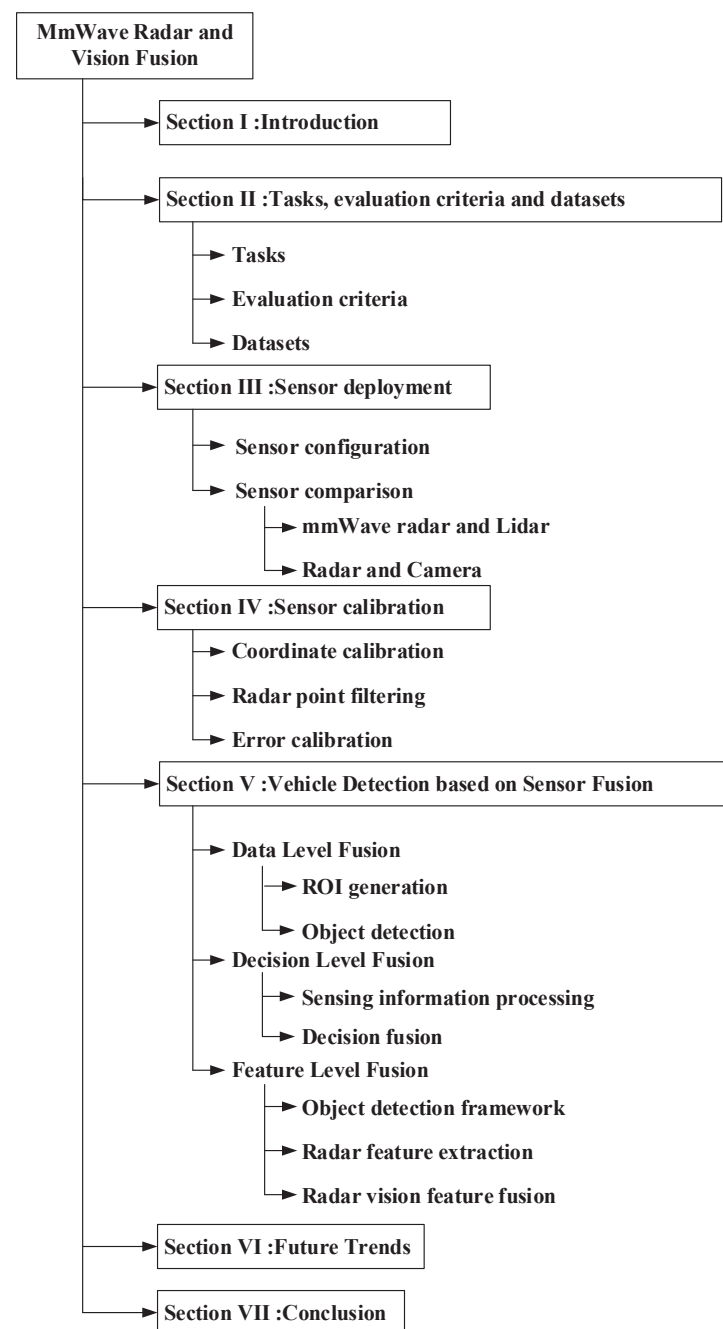 MmWave Radar and
Vision Fusion
Section I :Introduction
Section II :Tasks, evaluation criteria and datasets
Tasks
Evaluation criteria
Datasets
Section III :Sensor deployment
Sensor configuration
Sensor comparison
mmWave radar and Lidar
Radar and Camera
Section IV :Sensor calibration
Coordinate calibration
Radar point filtering
Error calibration
Section V :Vehicle Detection based on Sensor Fusion
Data Level Fusion
ROI generation
Object detection
Decision Level Fusion
Sensing information processing
Decision fusion
Feature Level Fusion
Object detection framework
Radar feature extraction
Radar vision feature fusion
Section VI :Future Trends
Section VII :Conclusion